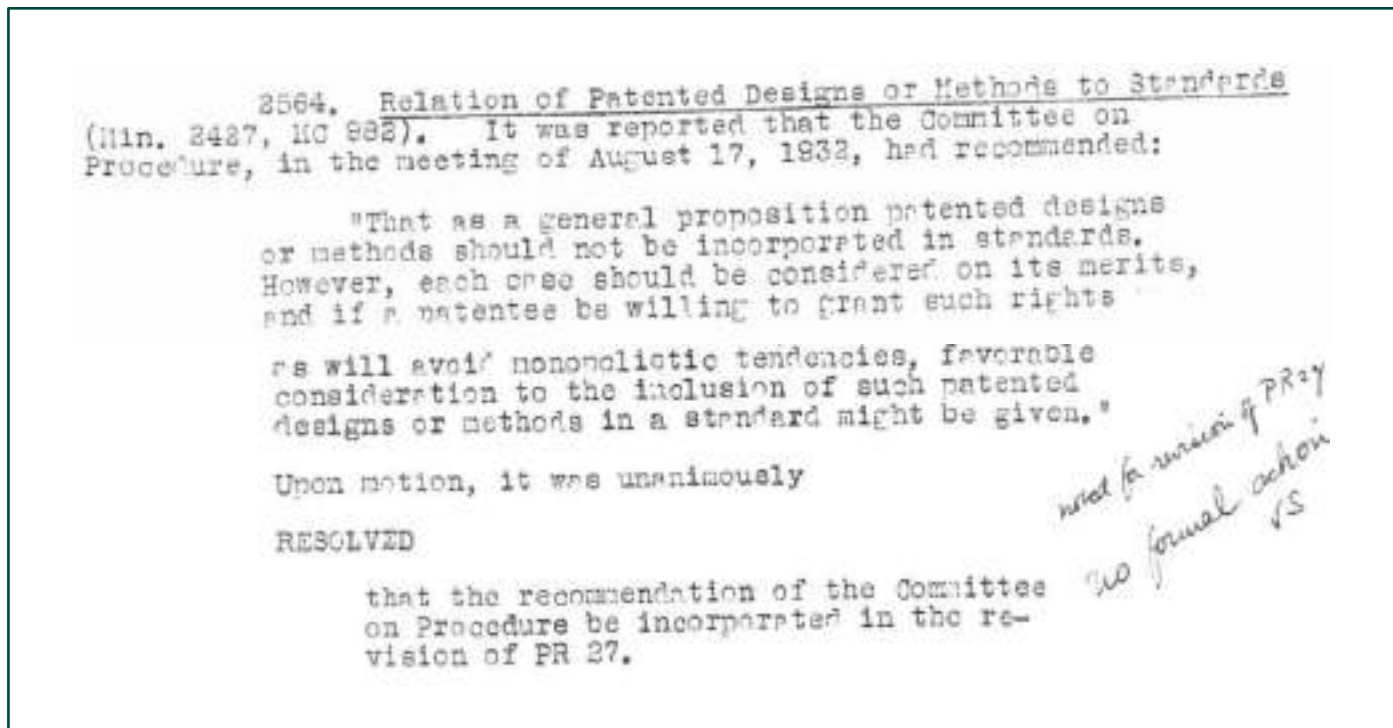 2564. Relation of Patented Designs or Methods to Standards
(Min. 2427, MC 982). It was reported that the Committee on
Procedure, in the meeting of August 17, 1932, had recommended:
"That as a general proposition patented designs
or methods should not be incorporated in standards.
However, each case should be considered on its merits,
and if a patentee be willing to grant such rights
as will avoid monopolistic tendencies, favorable
consideration to the inclusion of such patented
designs or methods in a standard might be given."
Upon motion, it was unanimously
RESOLVED
that the recommendation of the Committee
on Procedure be incorporated in the re-
vision of PR 27.
noted for revision of PR27
no formal action